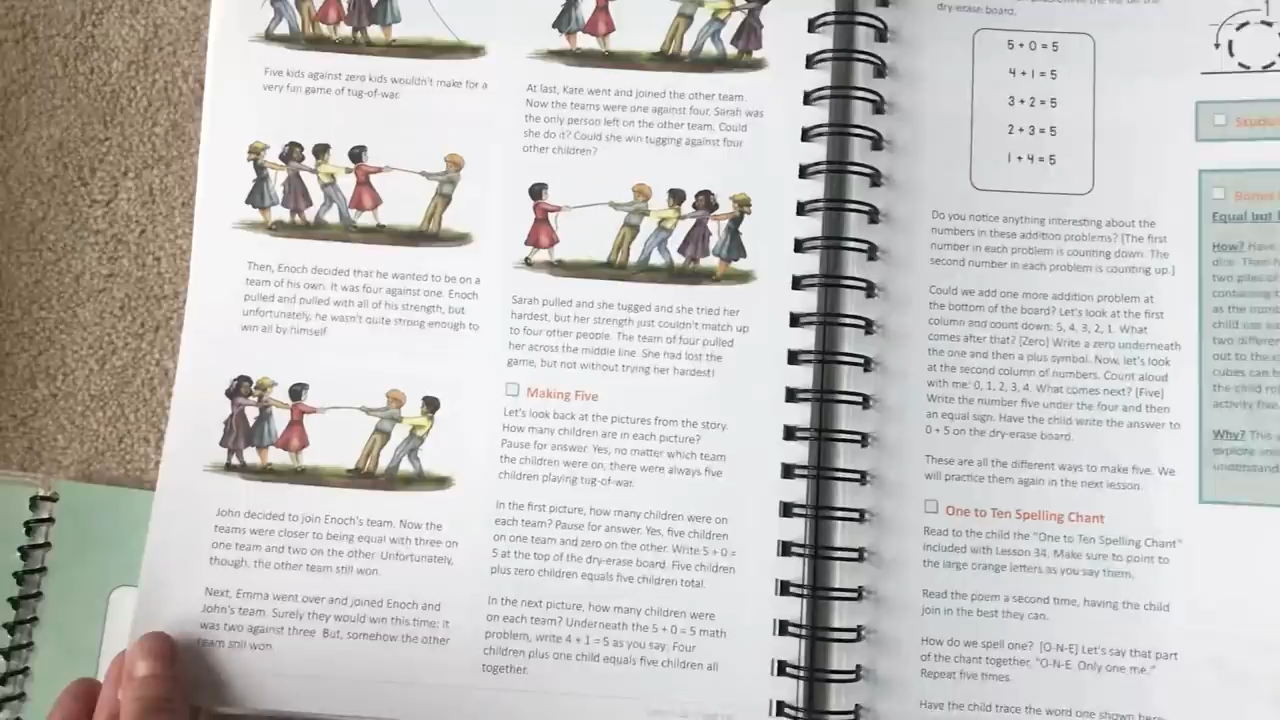 Five kids against zero kids wouldn't make for a
very fun game of tug-of-war.
Then, Enoch decided that he wanted to be on a
team of his own. It was four against one. Enoch
pulled and pulled with all of his strength, but
unfortunately, he wasn't quite strong enough to
win all by himself.
John decided to join Enoch's team. Now the
teams were closer to being equal with three on
one team and two on the other. Unfortunately,
though, the other team still won.
Next, Emma went over and joined Enoch and
John's team. Surely they would win this time; it
was two against three. But, somehow the other
team still won.
At last, Kate went and joined the other team.
Now the teams were one against four. Sarah was
the only person left on the other team. Could
she do it? Could she win tugging against four
other children?
Sarah pulled and she tugged and she tried her
hardest, but her strength just couldn't match up
to four other people. The team of four pulled
her across the middle line. She had lost the
game, but not without trying her hardest!
Making Five
Let's look back at the pictures from the story.
How many children are in each picture?
Pause for answer. Yes, no matter which team
the children were on, there were always five
children playing tug-of-war.
In the first picture, how many children were on
each team? Pause for answer. Yes, five children
on one team and zero on the other. Write 5 + 0 =
5 at the top of the dry-erase board. Five children
plus zero children equals five children total.
In the next picture, how many children were
on each team? Underneath the 5 + 0 = 5 math
problem, write 4 + 1 = 5 as you say: Four
children plus one child equals five children all
together.
dry-erase board.
5 + 0 = 5
4 + 1 = 5
3 + 2 = 5
2 + 3 = 5
1 + 4 = 5
Do you notice anything interesting about the
numbers in these addition problems? [The first
number in each problem is counting down. The
second number in each problem is counting up.]
Could we add one more addition problem at
the bottom of the board? Let's look at the first
column and count down: 5, 4, 3, 2, 1. What
comes after that? [Zero] Write a zero underneath
the one and then a plus symbol. Now, let's look
at the second column of numbers. Count aloud
with me: 0, 1, 2, 3, 4. What comes next? [Five]
Write the number five under the four and then
an equal sign. Have the child write the answer to
0 + 5 on the dry-erase board.
These are all the different ways to make five. We
will practice them again in the next lesson.
One to Ten Spelling Chant
Read to the child the "One to Ten Spelling Chant"
included with Lesson 34. Make sure to point to
the large orange letters as you say them.
Read the poem a second time, having the child
join in the best they can.
How do we spell one? [O-N-E] Let's say that part
of the chant together, "O-N-E. Only one me."
Repeat five times.
Have the child trace the word one shown here
Equal but
How? Have
two piles of
containing
as the
child
two
out to the
cubes can
the child
activity five
Why? This
explore